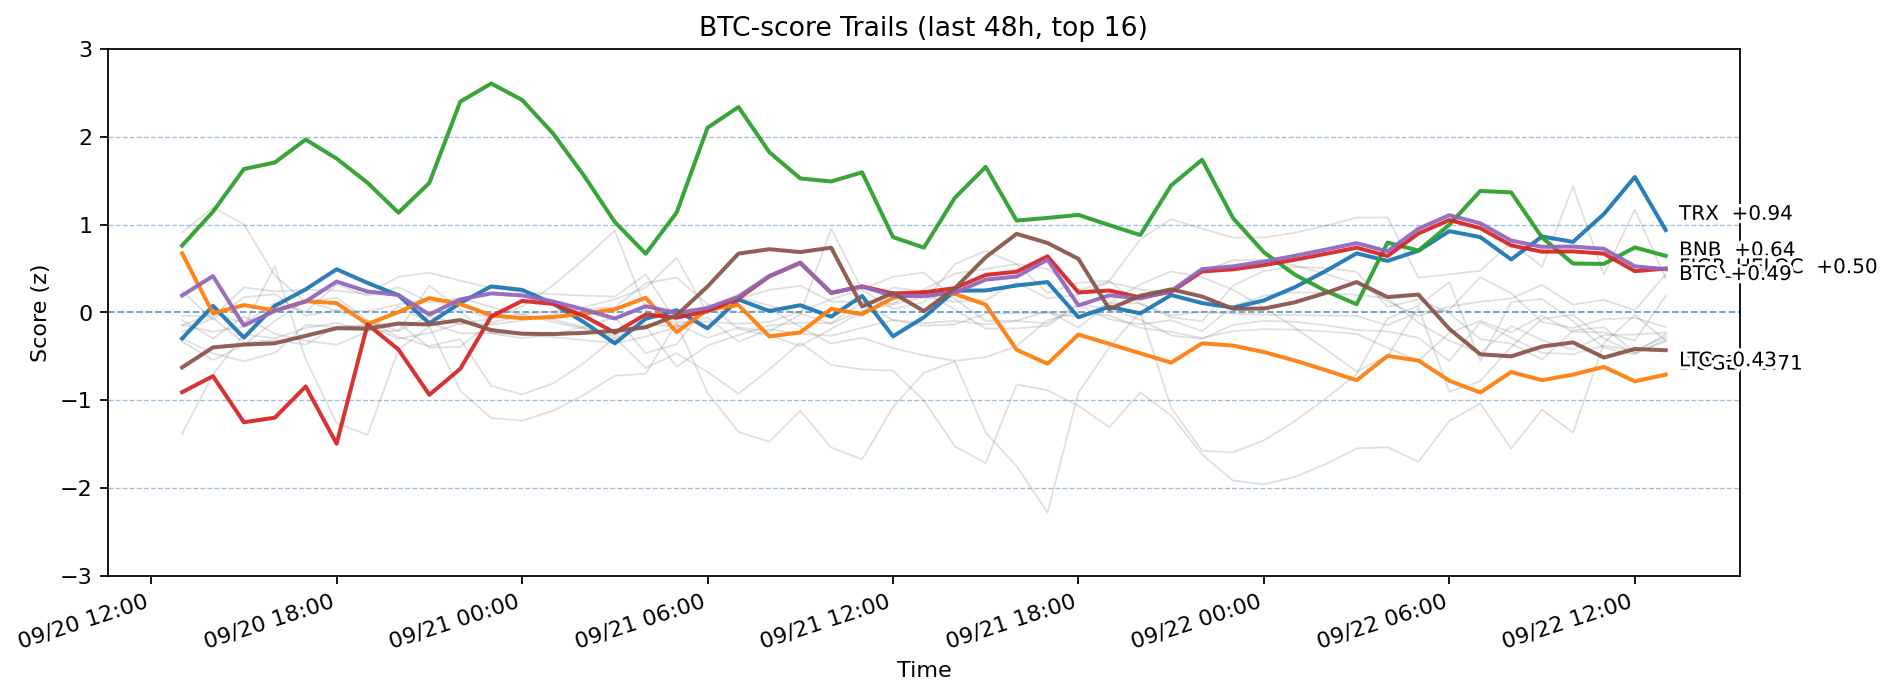 BTC-score Trails (last 48h, top 16)
Score (z)
3
2
1
0
−1
−2
−3
TRX +0.94
BNB +0.64
+0.50
BTC +0.49
LTC -0.43
09/20 12:00
09/20 18:00
09/21 00:00
09/21 06:00
09/21 12:00
09/21 18:00
09/22 00:00
09/22 06:00
09/22 12:00
Time